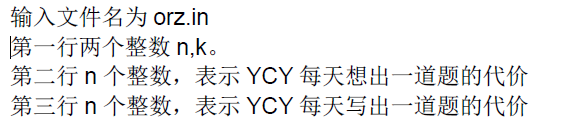 输入文件名为 orz.in
第一行两个整数 n,k。
第二行 n 个整数，表示 YCY 每天想出一道题的代价
第三行 n 个整数，表示 YCY 每天写出一道题的代价